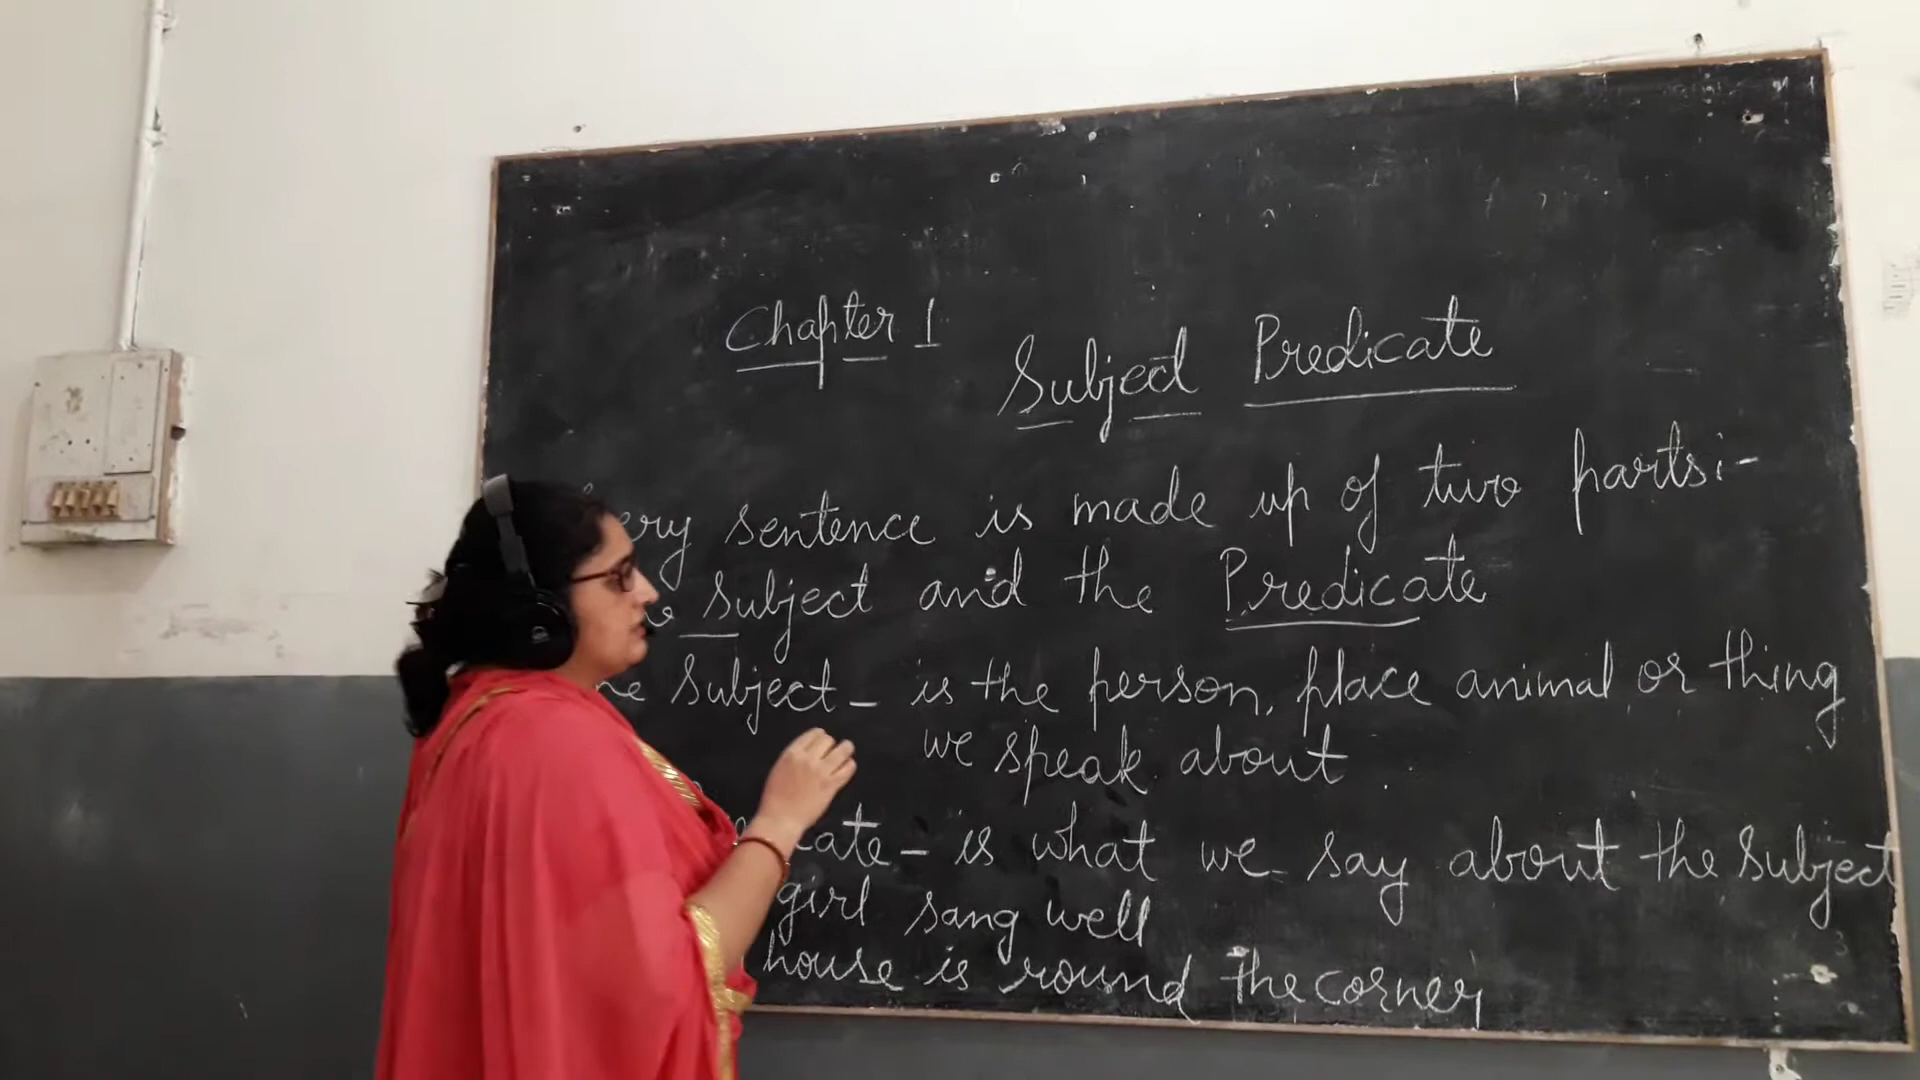 Chapter 1
Subject Predicate
ery sentence is made up of two parts:-
Subject and the Predicate
he Subject - is the person, place animal or thing
we speak about.
cate - is what we say about the Subject
girl sang well
house is round the corner